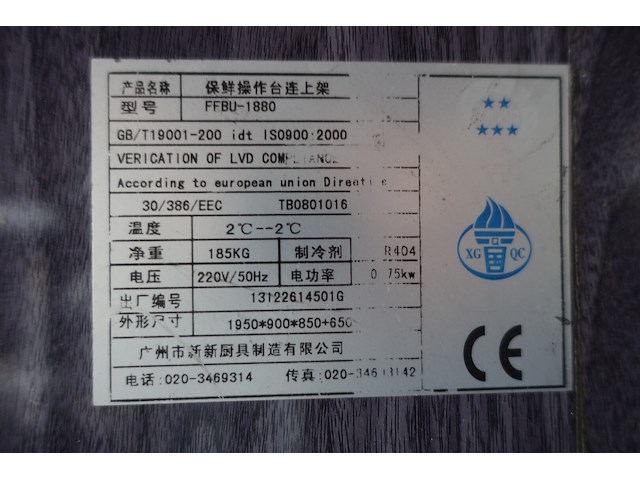 产品名称 保鲜操作台连上架
型号 FFBU-1880
GB/T19001-200 idt ISO900:2000
VERICATION OF LVD COMPLIANCE
According to european union Directive
30/386/EEC TB0801016
温度 2℃--2℃
净重 185KG 制冷剂 R404
电压 220V/50Hz 电功率 0.75kw
出厂编号 13122614501G
外形尺寸 1950*900*850+650
广州市新新厨具制造有限公司
电话:020-3469314 传真:020-
XG QC
CE